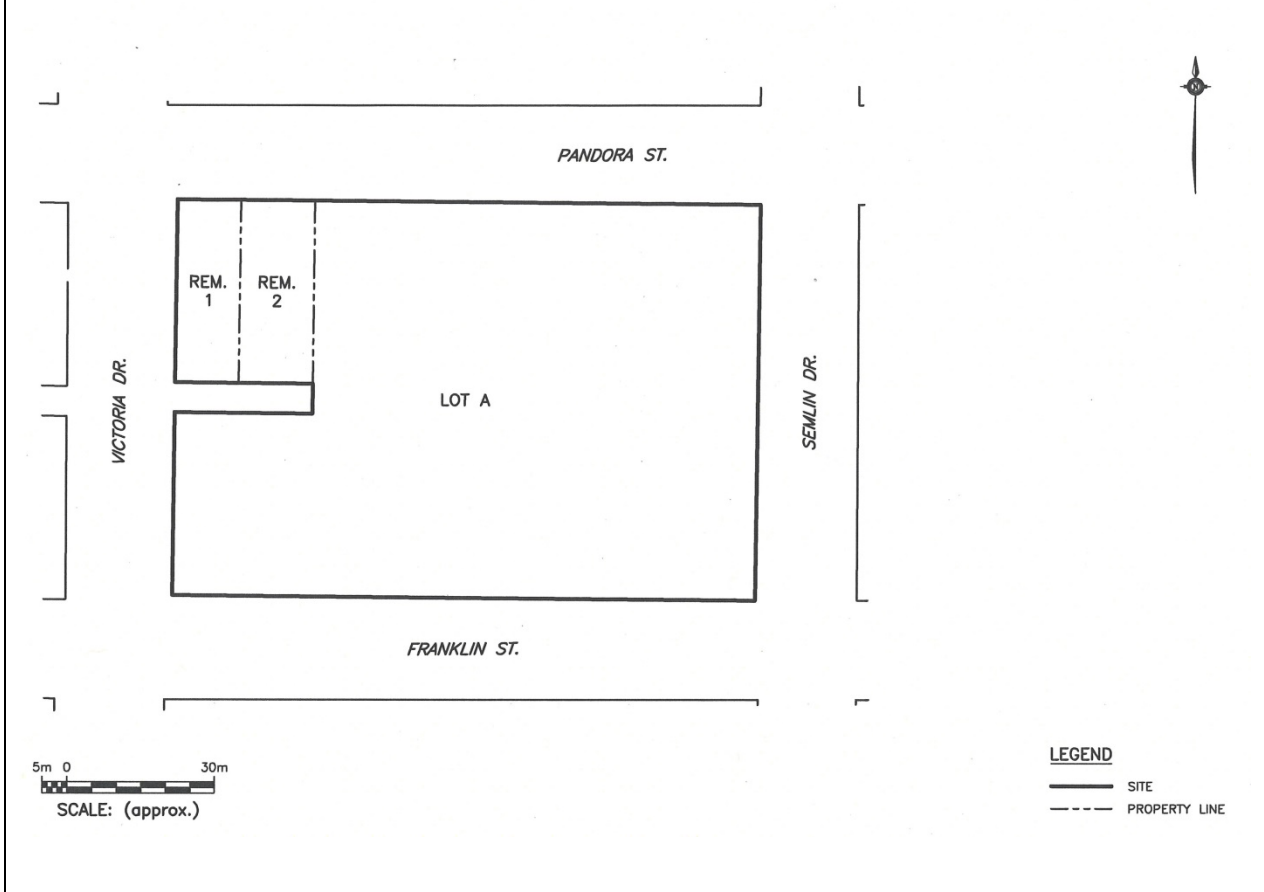 N
PANDORA ST.
REM.
1
REM.
2
VICTORIA DR.
LOT A
SEMLIN DR.
FRANKLIN ST.
5m 0 30m
SCALE: (approx.)
LEGEND
SITE
PROPERTY LINE